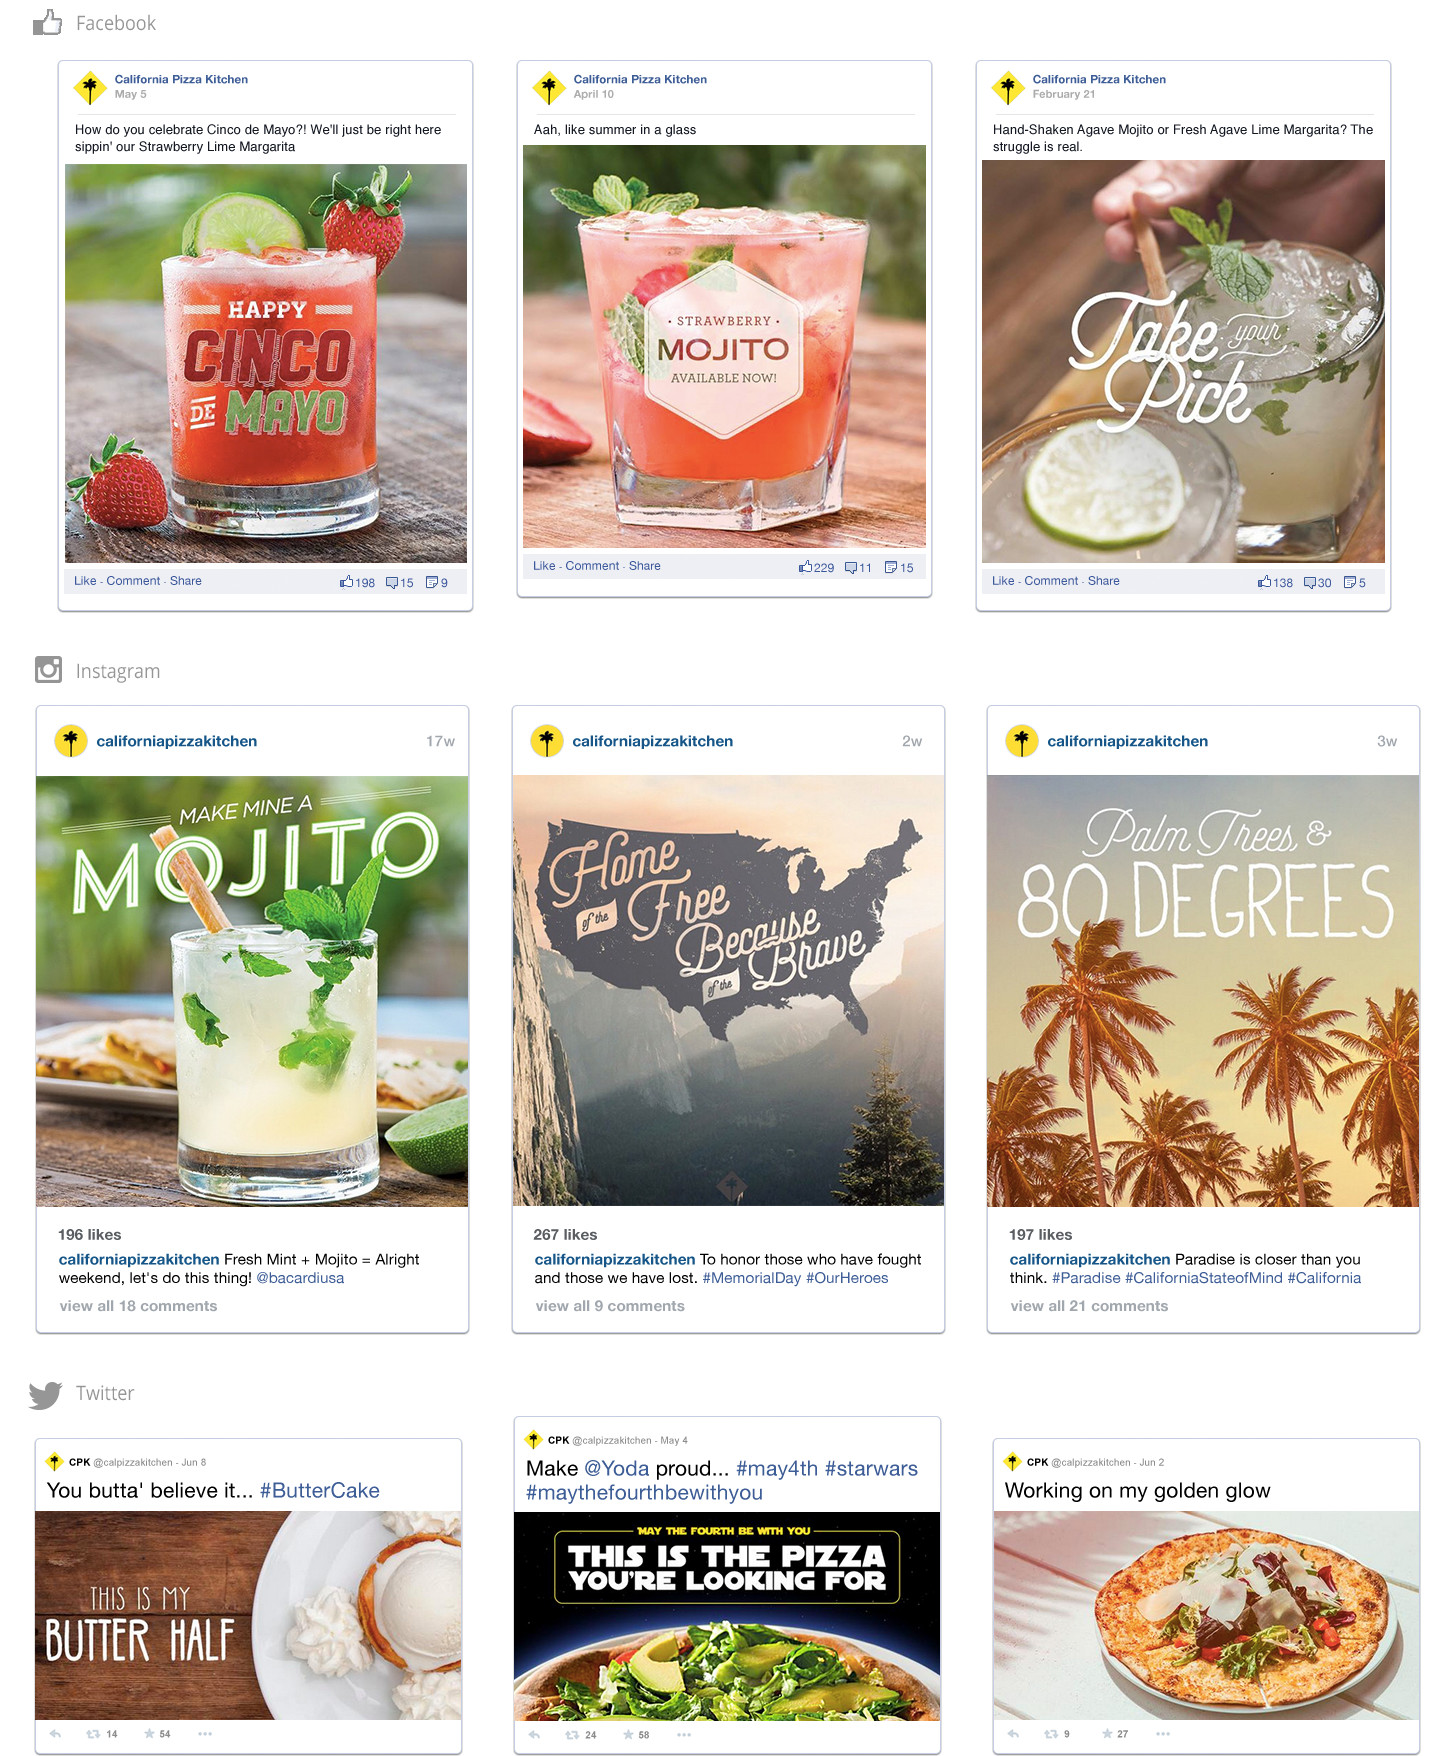 Facebook
California Pizza Kitchen
May 5
How do you celebrate Cinco de Mayo?! We'll just be right here
sippin' our Strawberry Lime Margarita
HAPPY
CINCO
DE MAYO
Like - Comment - Share 198 15 9
California Pizza Kitchen
April 10
Aah, like summer in a glass
• STRAWBERRY •
MOJITO
AVAILABLE NOW!
Like - Comment - Share 229 11 15
California Pizza Kitchen
February 21
Hand-Shaken Agave Mojito or Fresh Agave Lime Margarita? The
struggle is real.
Take your
Pick
Like - Comment - Share 138 30 5
Instagram
californiapizzakitchen 17w
MAKE MINE A
MOJITO
196 likes
californiapizzakitchen Fresh Mint + Mojito = Alright
weekend, let's do this thing! @bacardiusa
view all 18 comments
californiapizzakitchen 2w
Home
of the Free
Because
of the Brave
267 likes
californiapizzakitchen To honor those who have fought
and those we have lost. #MemorialDay #OurHeroes
view all 9 comments
californiapizzakitchen 3w
Palm Trees &
80 DEGREES
197 likes
californiapizzakitchen Paradise is closer than you
think. #Paradise #CaliforniaStateofMind #California
view all 21 comments
Twitter
CPK @calpizzakitchen - Jun 8
You butta' believe it... #ButterCake
THIS IS MY
BUTTER HALF
14 54
CPK @calpizzakitchen - May 4
Make @Yoda proud... #may4th #starwars
#maythefourthbewithyou
MAY THE FOURTH BE WITH YOU
THIS IS THE PIZZA
YOU'RE LOOKING FOR
24 58
CPK @calpizzakitchen - Jun 2
Working on my golden glow
9 27